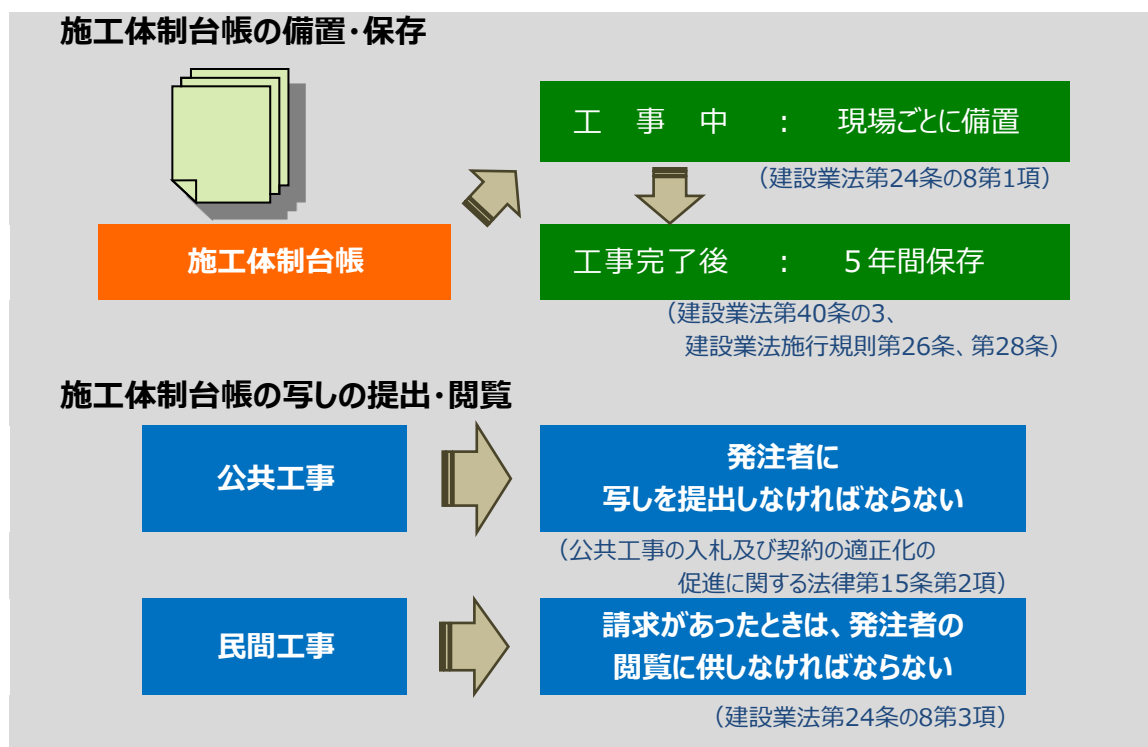 施工体制台帳の備置・保存
工事中：現場ごとに備置
（建設業法第24条の8第1項）
施工体制台帳
工事完了後：５年間保存
（建設業法第40条の3、
建設業法施行規則第26条、第28条）
施工体制台帳の写しの提出・閲覧
公共工事
発注者に
写しを提出しなければならない
（公共工事の入札及び契約の適正化の
促進に関する法律第15条第2項）
民間工事
請求があったときは、発注者の
閲覧に供しなければならない
（建設業法第24条の8第3項）